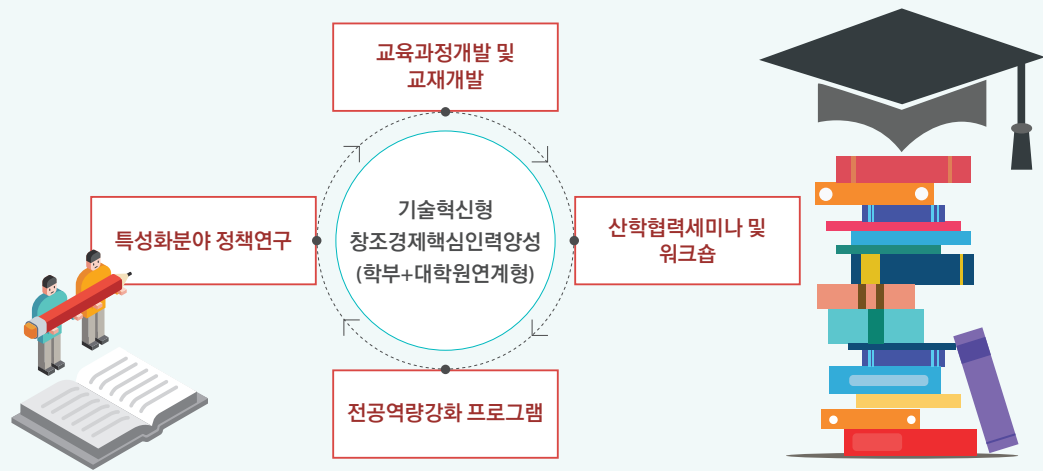 교육과정개발 및
교재개발
특성화분야 정책연구
기술혁신형
창조경제핵심인력양성
(학부+대학원연계형)
산학협력세미나 및
워크숍
전공역량강화 프로그램